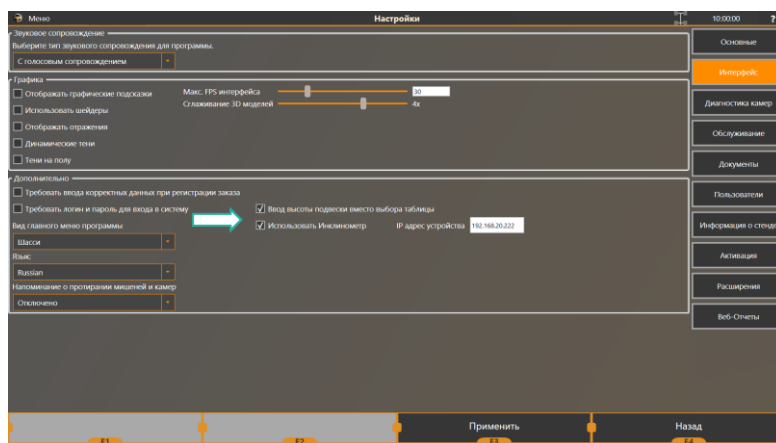 Меню
Настройки
10:00:00
?
Звуковое сопровождение
Выберите тип звукового сопровождения для программы.
С голосовым сопровождением
Графика
Отображать графические подсказки
Макс. FPS интерфейса
30
Использовать шейдеры
Сглаживание 3D моделей
4x
Отображать отражения
Динамические тени
Тени на полу
Дополнительно
Требовать ввода корректных данных при регистрации заказа
Требовать логин и пароль для входа в систему
Ввод высоты подвески вместо выбора таблицы
Вид главного меню программы
Использовать Инклинометр
IP адрес устройства
192.168.20.222
Шасси
Язык
Russian
Напоминание о протирании мишеней и камер
Отключено
Основные
Интерфейс
Диагностика камер
Обслуживание
Документы
Пользователи
Информация о стенде
Активация
Расширения
Веб-Отчеты
F1
F2
Применить
F3
Назад
F4